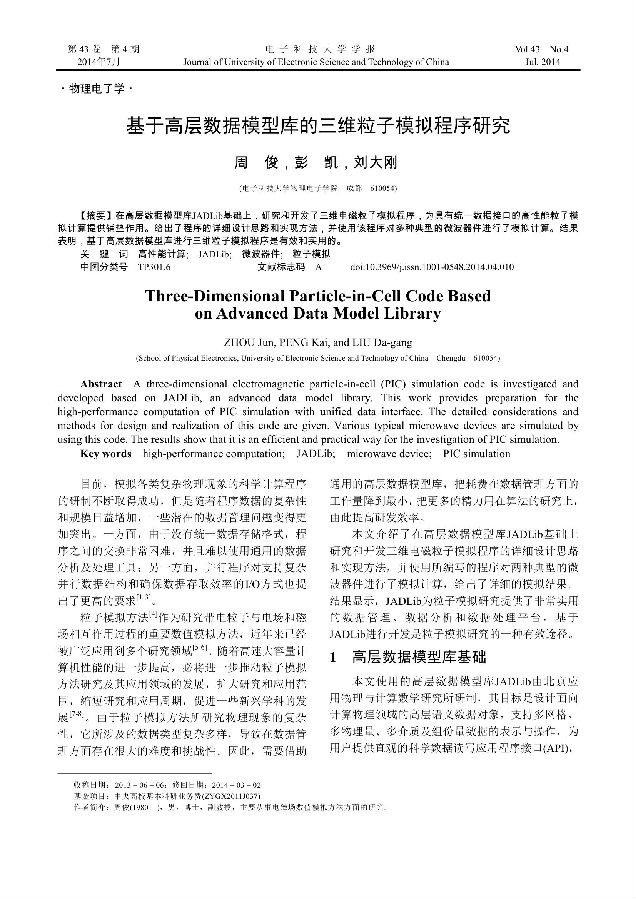 第 43 卷 第 4 期 电 子 科 技 大 学 学 报 Vol.43 No.4
2014年7月 Journal of University of Electronic Science and Technology of China Jul. 2014
·物理电子学·
基于高层数据模型库的三维粒子模拟程序研究
周 俊，彭 凯，刘大刚
(电子科技大学物理电子学院 成都 610054)
【摘要】在高层数据模型库JADLib基础上，研究和开发了三维电磁粒子模拟程序，为具有统一数据接口的高性能粒子模
拟计算提供铺垫作用。给出了程序的详细设计思路和实现方法，并使用该程序对多种典型的微波器件进行了模拟计算。结果
表明，基于高层数据模型库进行三维粒子模拟程序是有效和实用的。
关 键 词 高性能计算； JADLib； 微波器件； 粒子模拟
中图分类号 TP301.6 文献标志码 A doi:10.3969/j.issn.1001-0548.2014.04.010
Three-Dimensional Particle-in-Cell Code Based
on Advanced Data Model Library
ZHOU Jun, PENG Kai, and LIU Da-gang
(School of Physical Electronics, University of Electronic Science and Technology of China Chengdu 610054)
Abstract A three-dimensional electromagnetic particle-in-cell (PIC) simulation code is investigated and
developed based on JADLib, an advanced data model library. This work provides preparation for the
high-performance computation of PIC simulation with unified data interface. The detailed considerations and
methods for design and realization of this code are given. Various typical microwave devices are simulated by
using this code. The results show that it is an efficient and practical way for the investigation of PIC simulation.
Key words high-performance computation; JADLib; microwave device; PIC simulation
目前，模拟各类复杂物理现象的科学计算程序
的研制不断取得成功，但是随着程序数据的复杂性
和规模日益增加，一些潜在的数据管理问题变得更
加突出。一方面，由于没有统一数据存储格式，程
序之间的交换非常困难，并且难以使用通用的数据
分析及处理工具；另一方面，并行程序对支持复杂
并行数据结构和确保数据存取效率的I/O方式也提
出了更高的要求[1-3]。
粒子模拟方法[4]作为研究带电粒子与电场和磁
场相互作用过程的重要数值模拟方法，近年来已经
被广泛应用到多个研究领域[5-6]。随着高速大容量计
算机性能的进一步提高，必将进一步推动粒子模拟
方法研究及其应用领域的发展，扩大研究和应用范
围，缩短研究和应用周期，促进一些新兴学科的发
展[7-8]。由于粒子模拟方法所研究物理现象的复杂
性，它所涉及的数据类型复杂多样，导致在数据管
理方面存在很大的难度和挑战性。因此，需要借助
通用的高层数据模型库，把耗费在数据管理方面的
工作量降到最小，把更多的精力用在算法的研究上，
由此提高研发效率。
本文介绍了在高层数据模型库JADLib基础上
研究和开发三维电磁粒子模拟程序的详细设计思路
和实现方法，并使用所编写的程序对两种典型的微
波器件进行了模拟计算，给出了详细的模拟结果。
结果显示，JADLib为粒子模拟研究提供了非常实用
的数据管理、数据分析和数据处理平台，基于
JADLib进行开发是粒子模拟研究的一种有效途径。
1 高层数据模型库基础
本文使用的高层数据模型库JADLib由北京应
用物理与计算数学研究所研制，其目标是设计面向
计算物理领域的高层语义数据对象，支持多网格、
多物理量、多介质及组份量数据的表示与操作，为
用户提供直观的科学数据读写应用程序接口(API)，
收稿日期：2013-06-06；修回日期：2014-03-02
基金项目：中央高校基本科研业务费(ZYGX2011J037)
作者简介：周俊(1980-)，男，博士，副教授，主要从事电磁场数值模拟方法方面的研究.